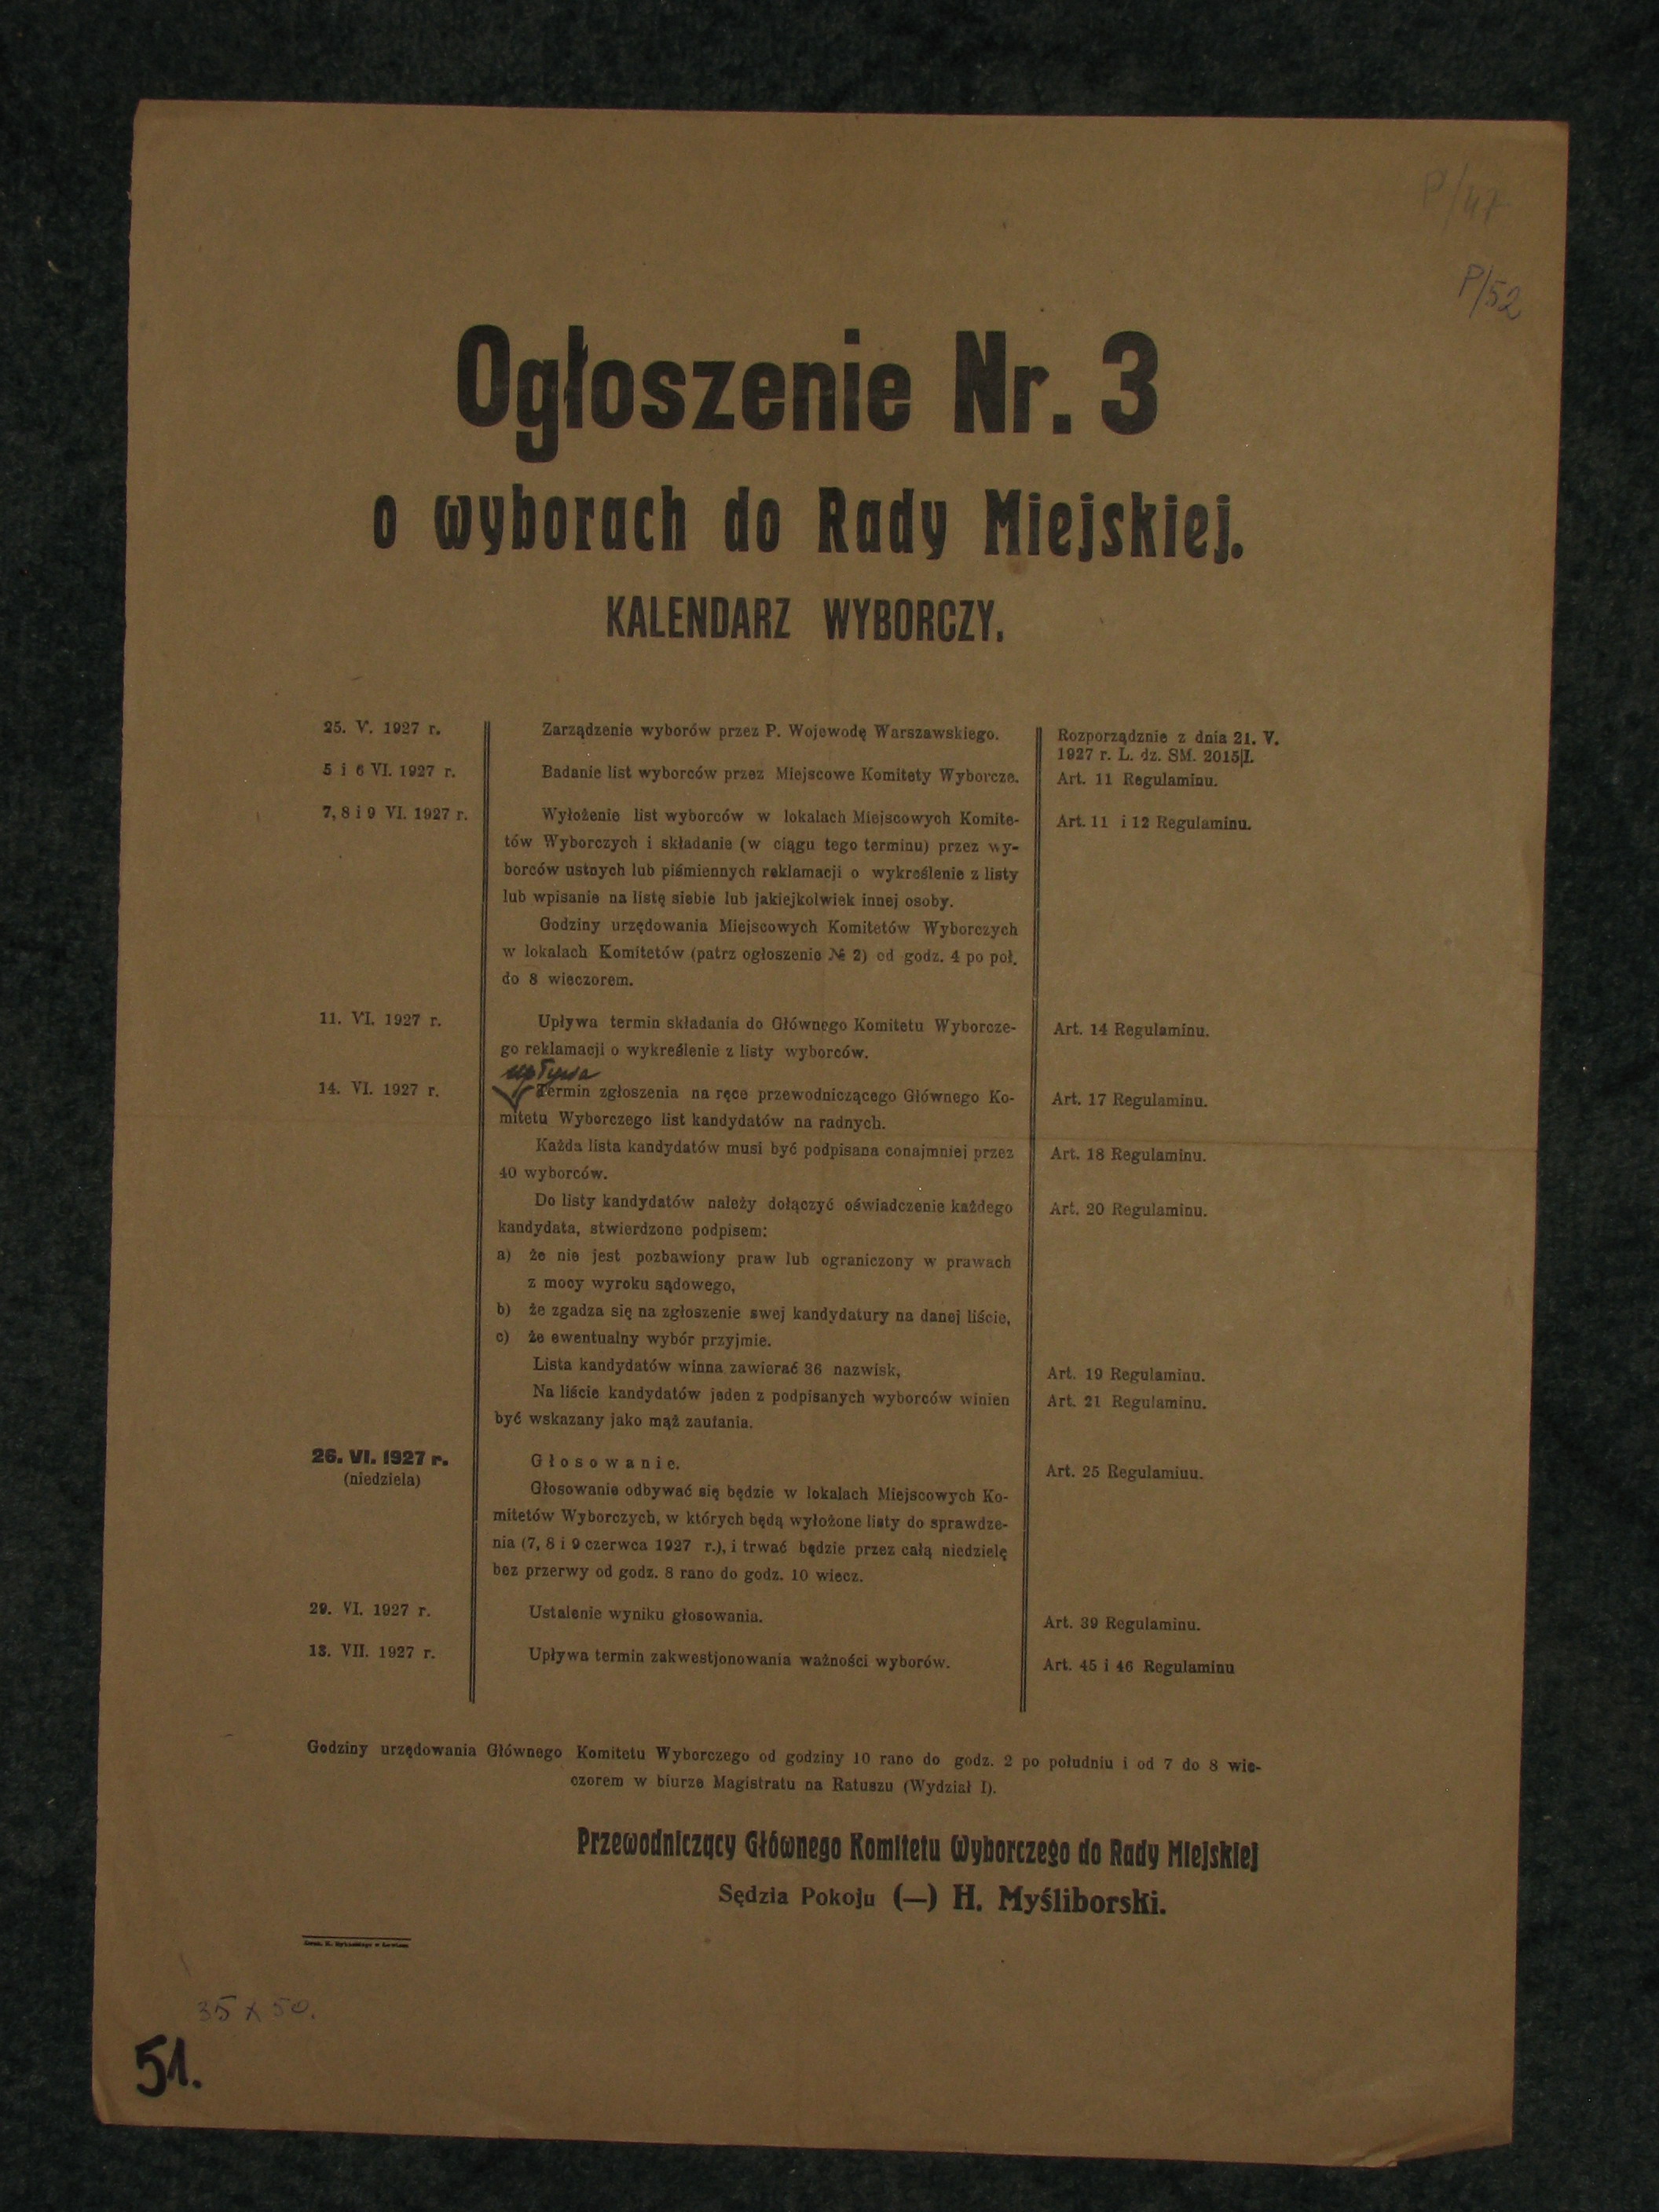 P/47
P/52
Ogłoszenie Nr. 3
o wyborach do Rady Miejskiej.
KALENDARZ WYBORCZY.
25. V. 1927 r.
Zarządzenie wyborów przez P. Wojewodę Warszawskiego.
Rozporządznie z dnia 21. V.
1927 r. L. dz. SM. 2015|I.
5 i 6 VI. 1927 r.
Badanie list wyborców przez Miejscowe Komitety Wyborcze.
Art. 11 Regulaminu.
7, 8 i 9 VI. 1927 r.
Wyłożenie list wyborców w lokalach Miejscowych Komite-
Art. 11 i 12 Regulaminu.
tów Wyborczych i składanie (w ciągu tego terminu) przez wy-
borców ustnych lub piśmiennych reklamacji o wykreślenie z listy
lub wpisanie na listę siebie lub jakiejkolwiek innej osoby.
Godziny urzędowania Miejscowych Komitetów Wyborczych
w lokalach Komitetów (patrz ogłoszenie № 2) od godz. 4 po poł.
do 8 wieczorem.
11. VI. 1927 r.
Upływa termin składania do Głównego Komitetu Wyborcze-
Art. 14 Regulaminu.
go reklamacji o wykreślenie z listy wyborców.
upływa
14. VI. 1927 r.
Termin zgłoszenia na ręce przewodniczącego Głównego Ko-
Art. 17 Regulaminu.
mitetu Wyborczego list kandydatów na radnych.
Każda lista kandydatów musi być podpisana conajmniej przez
Art. 18 Regulaminu.
40 wyborców.
Do listy kandydatów należy dołączyć oświadczenie każdego
Art. 20 Regulaminu.
kandydata, stwierdzone podpisem:
a) że nie jest pozbawiony praw lub ograniczony w prawach
z mocy wyroku sądowego,
b) że zgadza się na zgłoszenie swej kandydatury na danej liście,
c) że ewentualny wybór przyjmie.
Lista kandydatów winna zawierać 36 nazwisk,
Art. 19 Regulaminu.
Na liście kandydatów jeden z podpisanych wyborców winien
Art. 21 Regulaminu.
być wskazany jako mąż zaufania.
26. VI. 1927 r.
(niedziela)
Głosowanie.
Art. 25 Regulamiuu.
Głosowanie odbywać się będzie w lokalach Miejscowych Ko-
mitetów Wyborczych, w których będą wyłożone listy do sprawdze-
nia (7, 8 i 9 czerwca 1927 r.), i trwać będzie przez całą niedzielę
bez przerwy od godz. 8 rano do godz. 10 wiecz.
29. VI. 1927 r.
Ustalenie wyniku głosowania.
Art. 39 Regulaminu.
13. VII. 1927 r.
Upływa termin zakwestjonowania ważności wyborów.
Art. 45 i 46 Regulaminu
Godziny urzędowania Głównego Komitetu Wyborczego od godziny 10 rano do godz. 2 po południu i od 7 do 8 wie-
czorem w biurze Magistratu na Ratuszu (Wydział I).
Przewodniczący Głównego Komitetu Wyborczego do Rady Miejskiej
Sędzia Pokoju (—) H. Myśliborski.
35 x 50.
51.